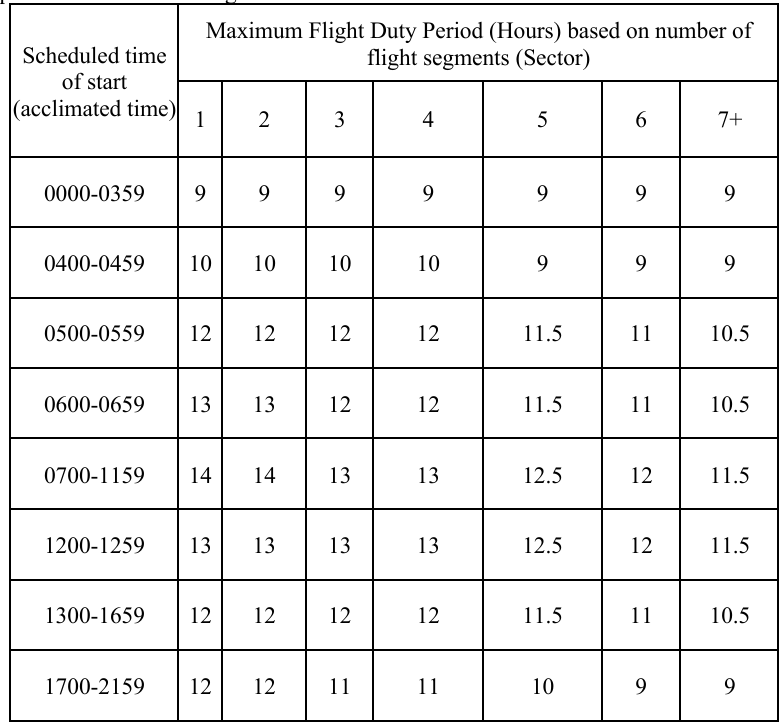 Maximum Flight Duty Period (Hours) based on number of
flight segments (Sector)
Scheduled time
of start
(acclimated time)
1 2 3 4 5 6 7+
0000-0359 9 9 9 9 9 9 9
0400-0459 10 10 10 10 9 9 9
0500-0559 12 12 12 12 11.5 11 10.5
0600-0659 13 13 12 12 11.5 11 10.5
0700-1159 14 14 13 13 12.5 12 11.5
1200-1259 13 13 13 13 12.5 12 11.5
1300-1659 12 12 12 12 11.5 11 10.5
1700-2159 12 12 11 11 10 9 9